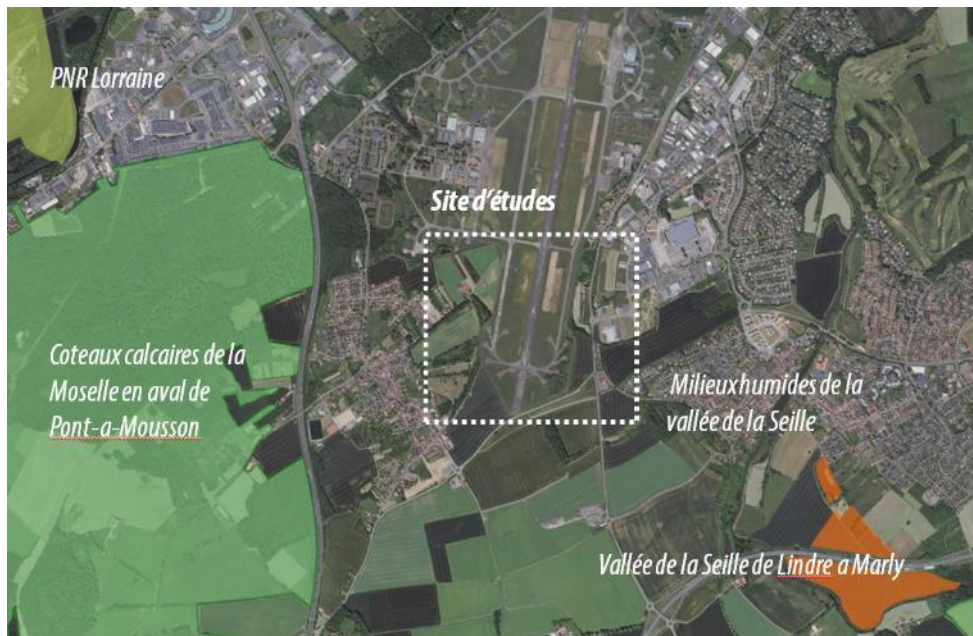 PNR Lorraine
Site d'études
Coteaux calcaires de la
Moselle en aval de
Pont-a-Mousson
Milieux humides de la
vallée de la Seille
Vallée de la Seille de Lindre a Marly